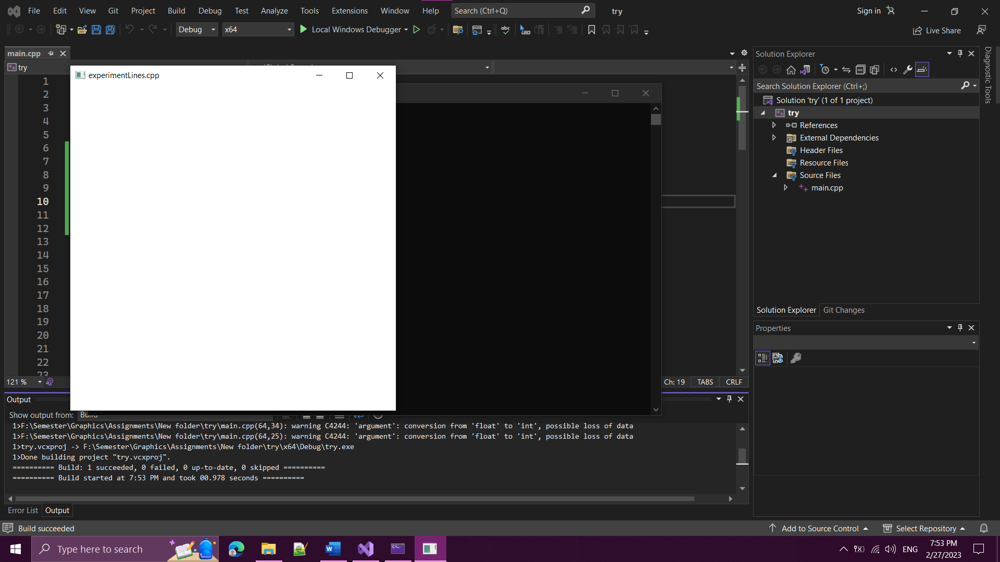 File Edit View Git Project Build Debug Test Analyze Tools Extensions Window Help Search (Ctrl+Q) try Sign in
Debug x64 Local Windows Debugger Live Share
main.cpp
try
experimentLines.cpp
1
2
3
4
5
6
7
8
9
10
11
12
13
14
15
16
17
18
19
20
21
22
23
121 % Ch: 19 TABS CRLF
Output
Show output from: Build
1>F:\Semester\Graphics\Assignments\New folder\try\main.cpp(64,34): warning C4244: 'argument': conversion from 'float' to 'int', possible loss of data
1>F:\Semester\Graphics\Assignments\New folder\try\main.cpp(64,25): warning C4244: 'argument': conversion from 'float' to 'int', possible loss of data
1>try.vcxproj -> F:\Semester\Graphics\Assignments\New folder\try\x64\Debug\try.exe
1>Done building project "try.vcxproj".
========== Build: 1 succeeded, 0 failed, 0 up-to-date, 0 skipped ==========
========== Build started at 7:53 PM and took 00.978 seconds ==========
Error List Output
Solution Explorer
Search Solution Explorer (Ctrl+;)
Solution 'try' (1 of 1 project)
try
References
External Dependencies
Header Files
Resource Files
Source Files
main.cpp
Solution Explorer Git Changes
Properties
Diagnostic Tools
Build succeeded Add to Source Control Select Repository
Type here to search ENG 7:53 PM
2/27/2023